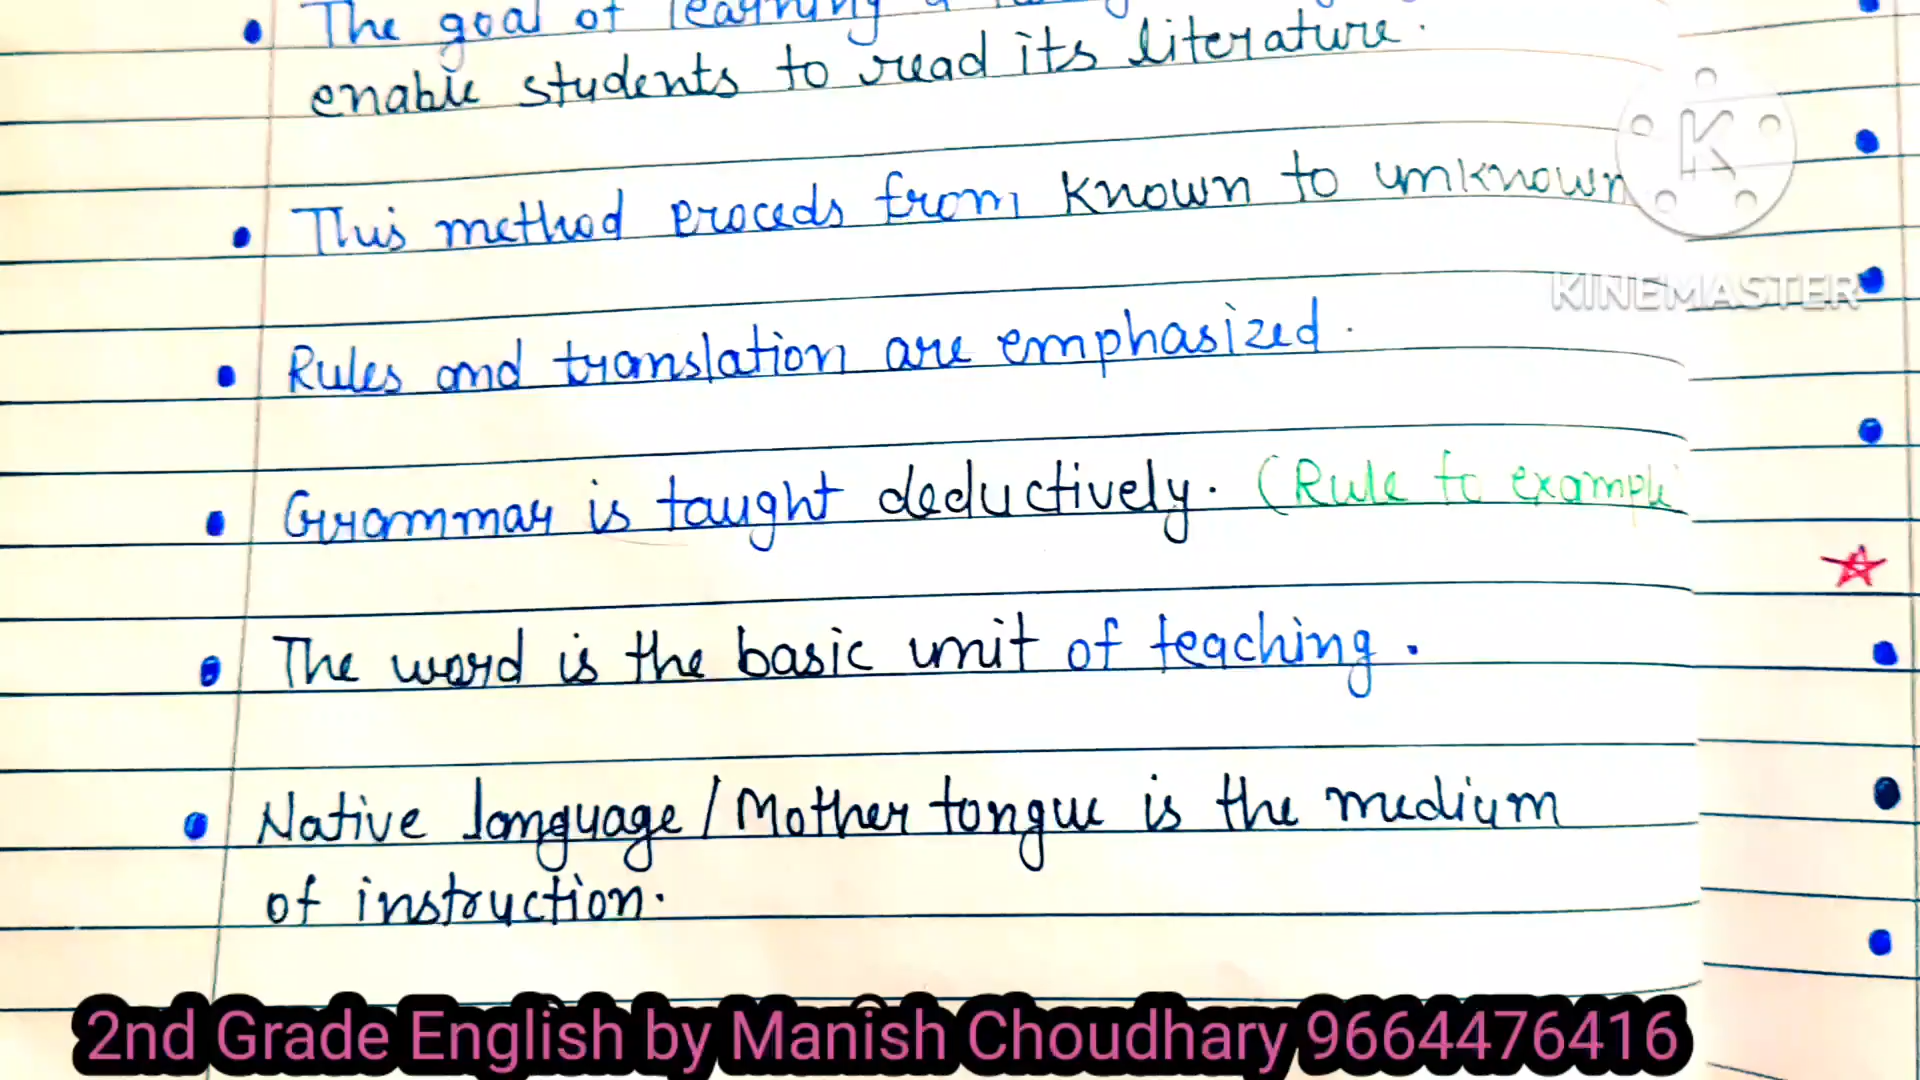 The goal of learning a
enable students to read its literature.
This method proceds from known to unknown
K
KINEMASTER
Rules and translation are emphasized.
Grammar is taught deductively. (Rule to example
The word is the basic unit of teaching.
Native language/Mother tongue is the medium
of instruction.
2nd Grade English by Manish Choudhary 9664476416